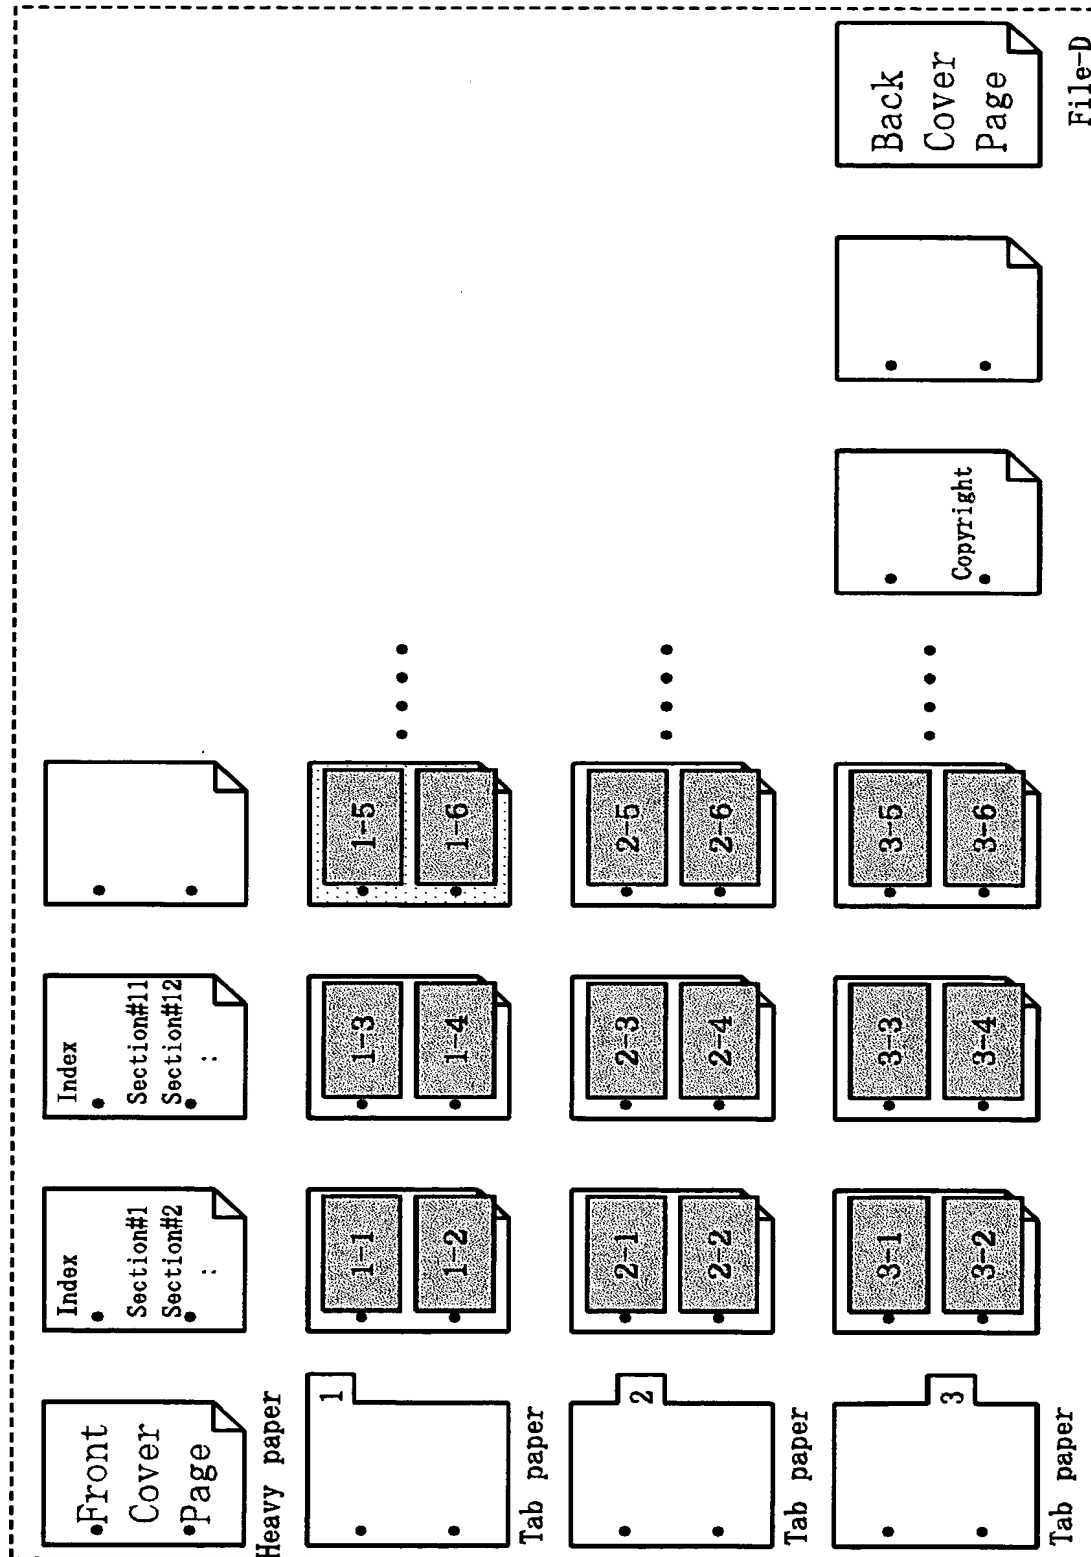 Front
Cover
Page
Heavy paper
Index
Section#1
Section#2
:
Index
Section#11
Section#12
:
1
Tab paper
1-1
1-2
1-3
1-4
1-5
1-6
2
Tab paper
2-1
2-2
2-3
2-4
2-5
2-6
3
Tab paper
3-1
3-2
3-3
3-4
3-5
3-6
Copyright
Back
Cover
Page
File-D